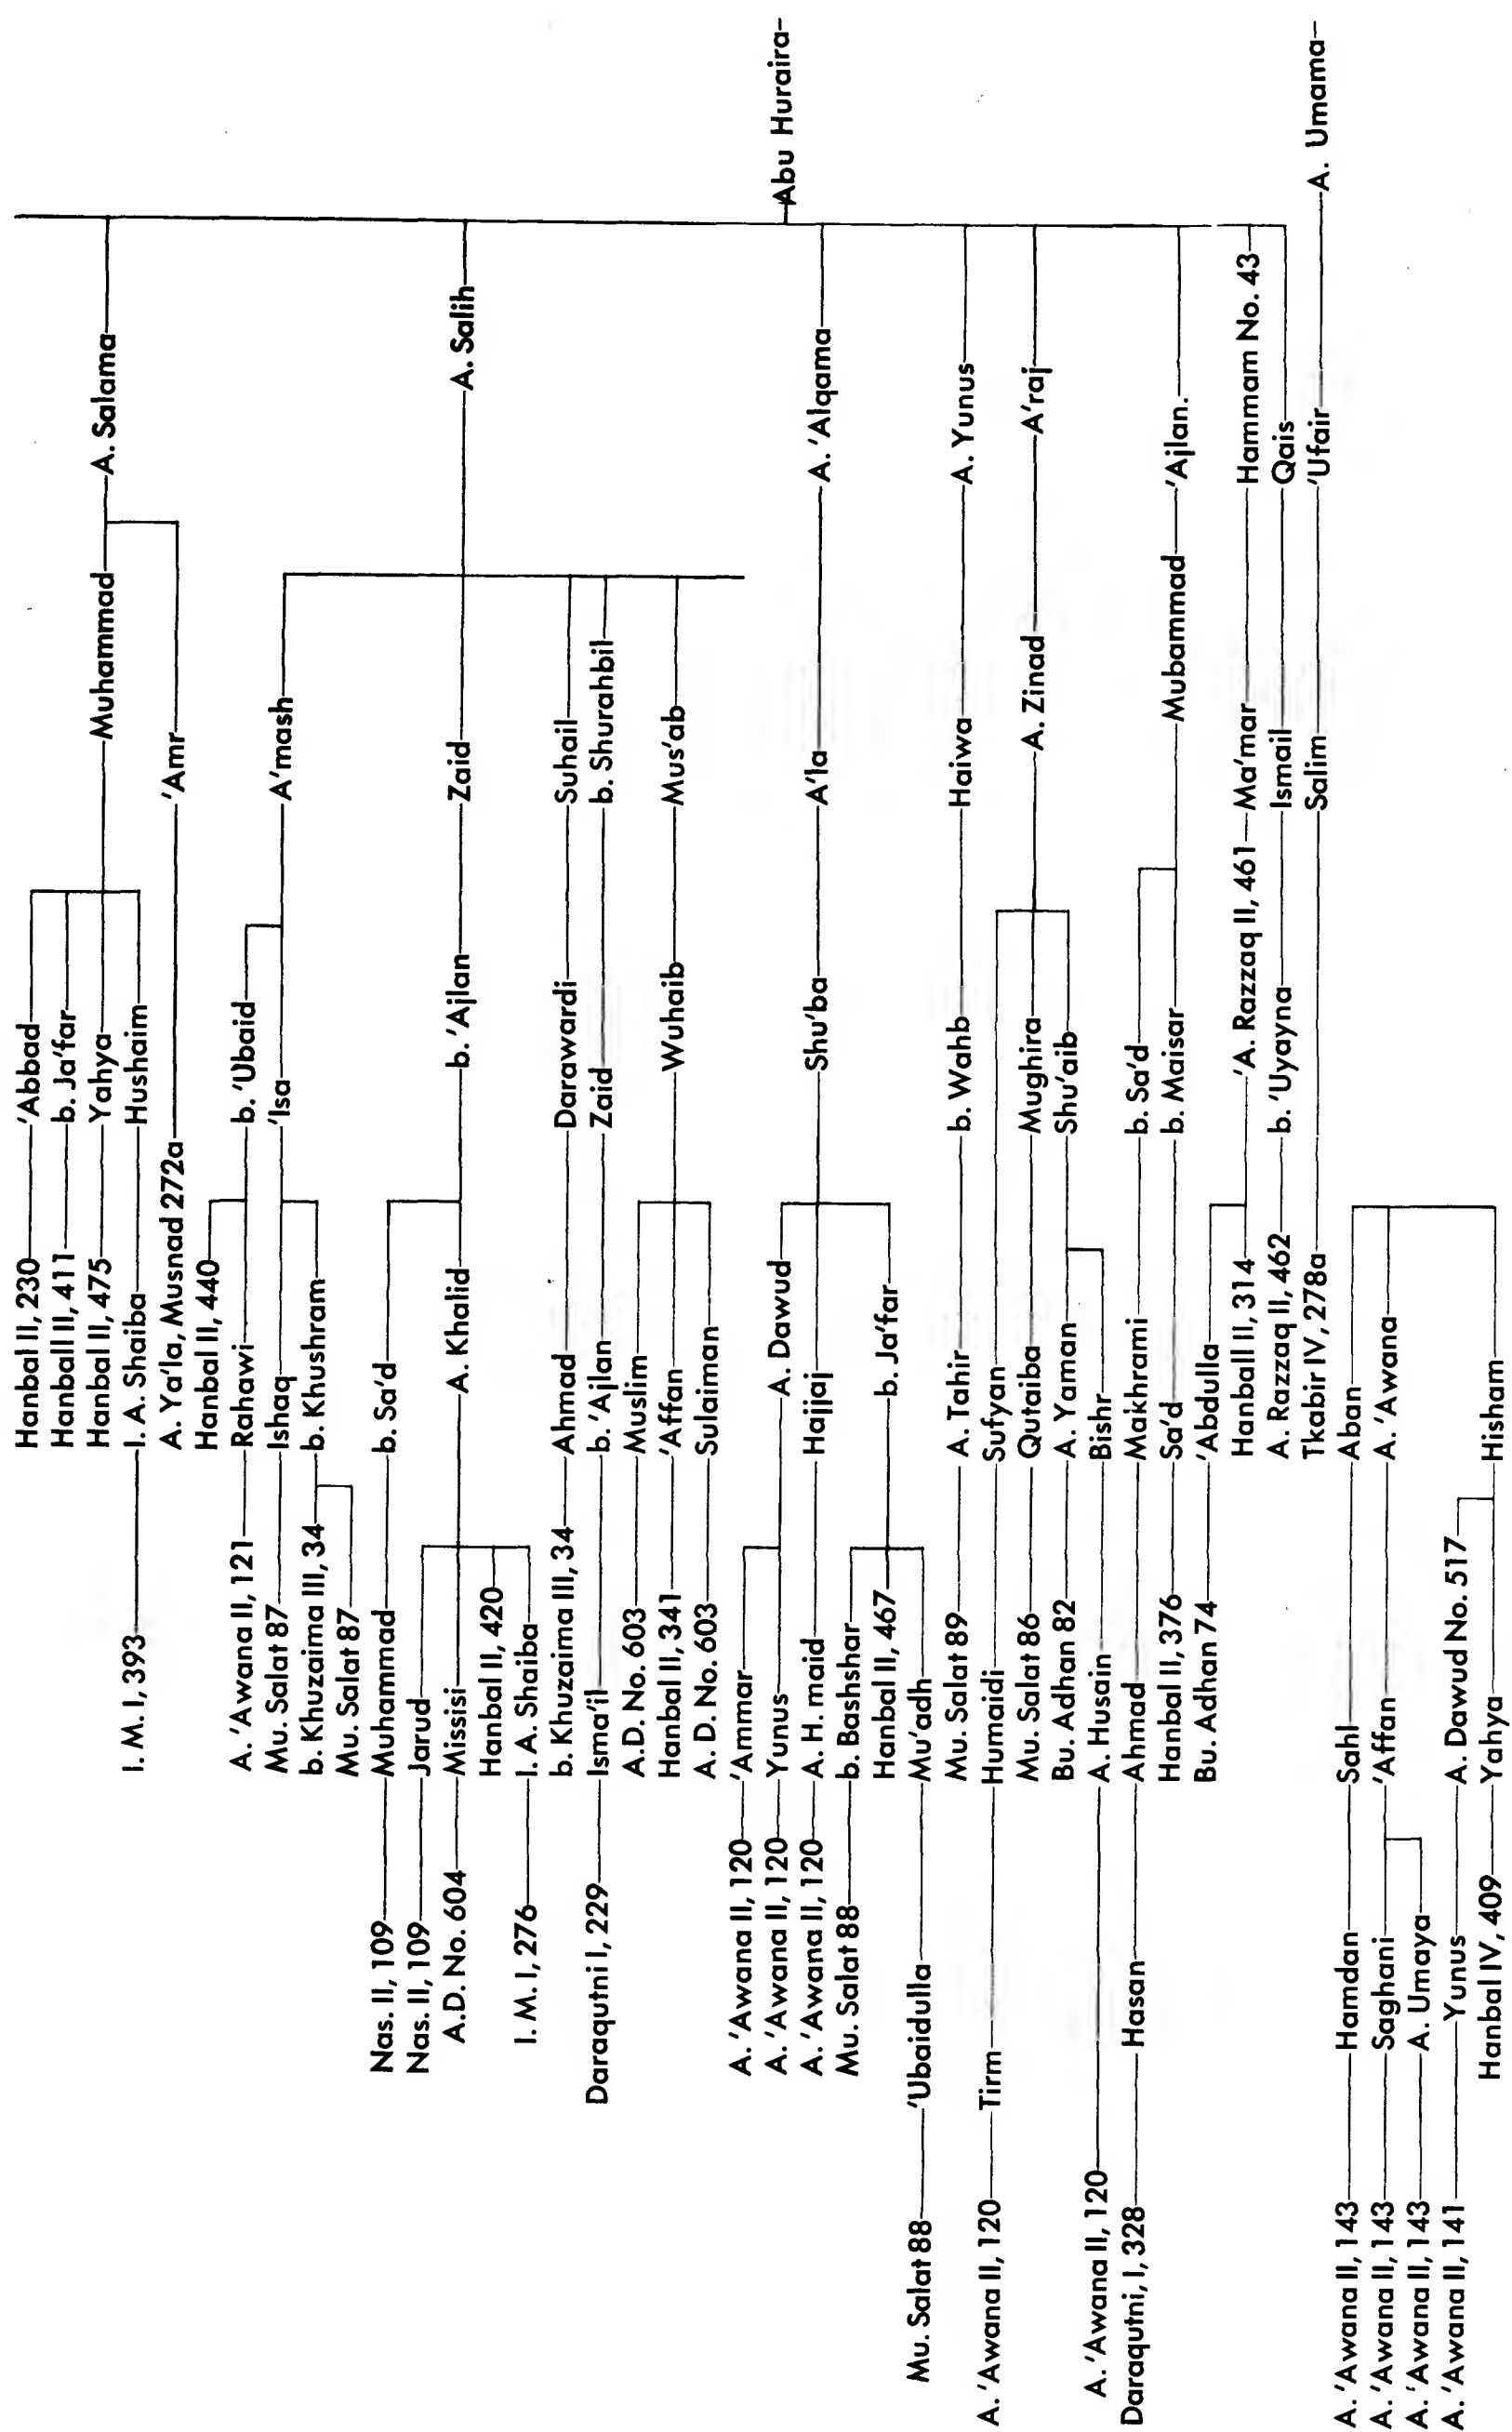 Abu Huraira
A. Umama
A. Salama
A. Salih
A. 'Alqama
A. Yunus
A'raj
'Ajlan.
Hammam No. 43
Qais
'Ufair
Hanbal II, 230 'Abbad Muhammad
Hanball II, 411 b. Ja'far
Hanbal II, 475 Yahya
I. M. I, 393 I. A. Shaiba Hushaim
A. Ya'la, Musnad 272a 'Amr
Hanbal II, 440
A. 'Awana II, 121 Rahawi b. 'Ubaid A'mash
Mu. Salat 87 Ishaq 'Isa
b. Khuzaima III, 34 b. Khushram
Mu. Salat 87
Nas. II, 109 Muhammad b. Sa'd
Nas. II, 109 Jarud
A.D. No. 604 Missisi A. Khalid b. 'Ajlan Zaid
Hanbal II, 420
I. M. I, 276 I. A. Shaiba
b. Khuzaima III, 34 Ahmad Darawardi Suhail
Daraqutni I, 229 Isma'il b. 'Ajlan Zaid b. Shurahbil
A.D. No. 603 Muslim
Hanbal II, 341 'Affan Wuhaib Mus'ab
A. D. No. 603 Sulaiman
A. 'Awana II, 120 'Ammar
A. 'Awana II, 120 Yunus A. Dawud
A. 'Awana II, 120 A. H. maid Hajjaj Shu'ba A'la
Mu. Salat 88 b. Bashshar
Hanbal II, 467 b. Ja'far
Mu. Salat 88 'Ubaidulla Mu'adh
Mu. Salat 89 A. Tahir b. Wahb Haiwa
A. 'Awana II, 120 Tirm Humaidi Sufyan
Mu. Salat 86 Qutaiba Mughira A. Zinad
Bu. Adhan 82 A. Yaman Shu'aib
A. 'Awana II, 120 A. Husain Bishr
Daraqutni, I, 328 Hasan Ahmad Makhrami b. Sa'd
Hanbal II, 376 Sa'd b. Maisar Mubammad
Bu. Adhan 74 'Abdulla
Hanball II, 314 'A. Razzaq II, 461 Ma'mar
A. Razzaq II, 462 b. 'Uyayna Ismail
Tkabir IV, 278a Salim
A. 'Awana II, 143 Hamdan Sahl Aban
A. 'Awana II, 143 Saghani 'Affan A. 'Awana
A. 'Awana II, 143 A. Umaya
A. 'Awana II, 141 Yunus A. Dawud No. 517
Hanbal IV, 409 Yahya Hisham